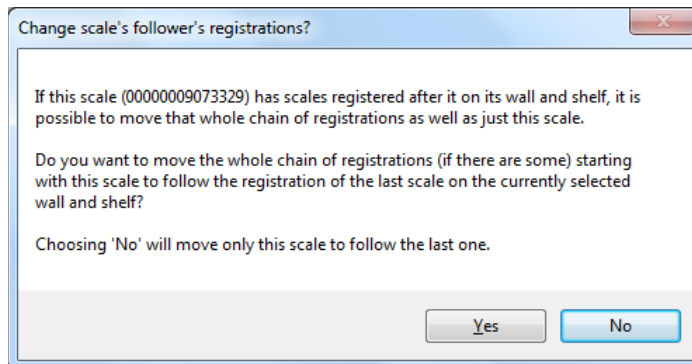 Change scale's follower's registrations?
If this scale (00000009073329) has scales registered after it on its wall and shelf, it is
possible to move that whole chain of registrations as well as just this scale.
Do you want to move the whole chain of registrations (if there are some) starting
with this scale to follow the registration of the last scale on the currently selected
wall and shelf?
Choosing 'No' will move only this scale to follow the last one.
Yes
No